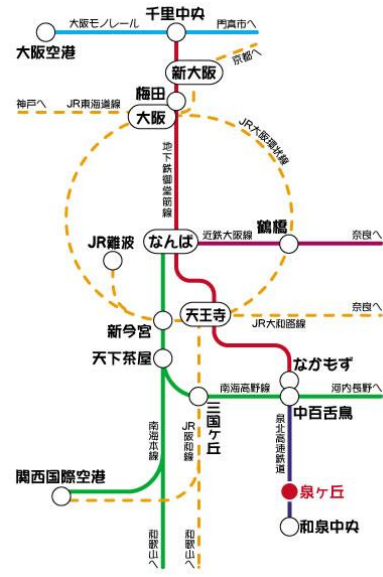 千里中央
大阪モノレール
門真市へ
大阪空港
新大阪
京都へ
梅田
神戸へ
JR東海道線
大阪
JR大阪環状線
地下鉄御堂筋線
鶴橋
なんば
近鉄大阪線
奈良へ
JR難波
天王寺
奈良へ
JR大和路線
新今宮
天下茶屋
なかもず
南海高野線
河内長野へ
中百舌鳥
三国ヶ丘
南海本線
JR阪和線
泉北高速鉄道
関西国際空港
泉ヶ丘
和泉中央
和歌山へ
和歌山へ